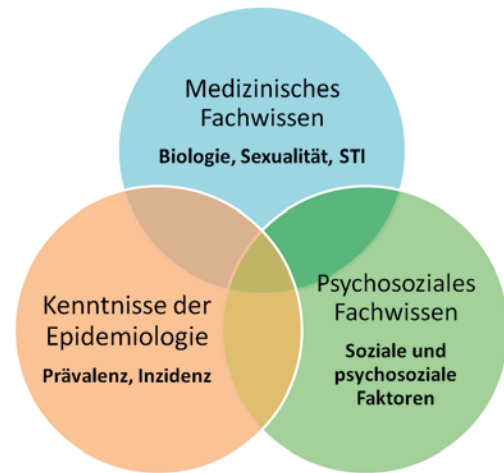 Medizinisches
Fachwissen
Biologie, Sexualität, STI
Kenntnisse der
Epidemiologie
Prävalenz, Inzidenz
Psychosoziales
Fachwissen
Soziale und
psychosoziale
Faktoren